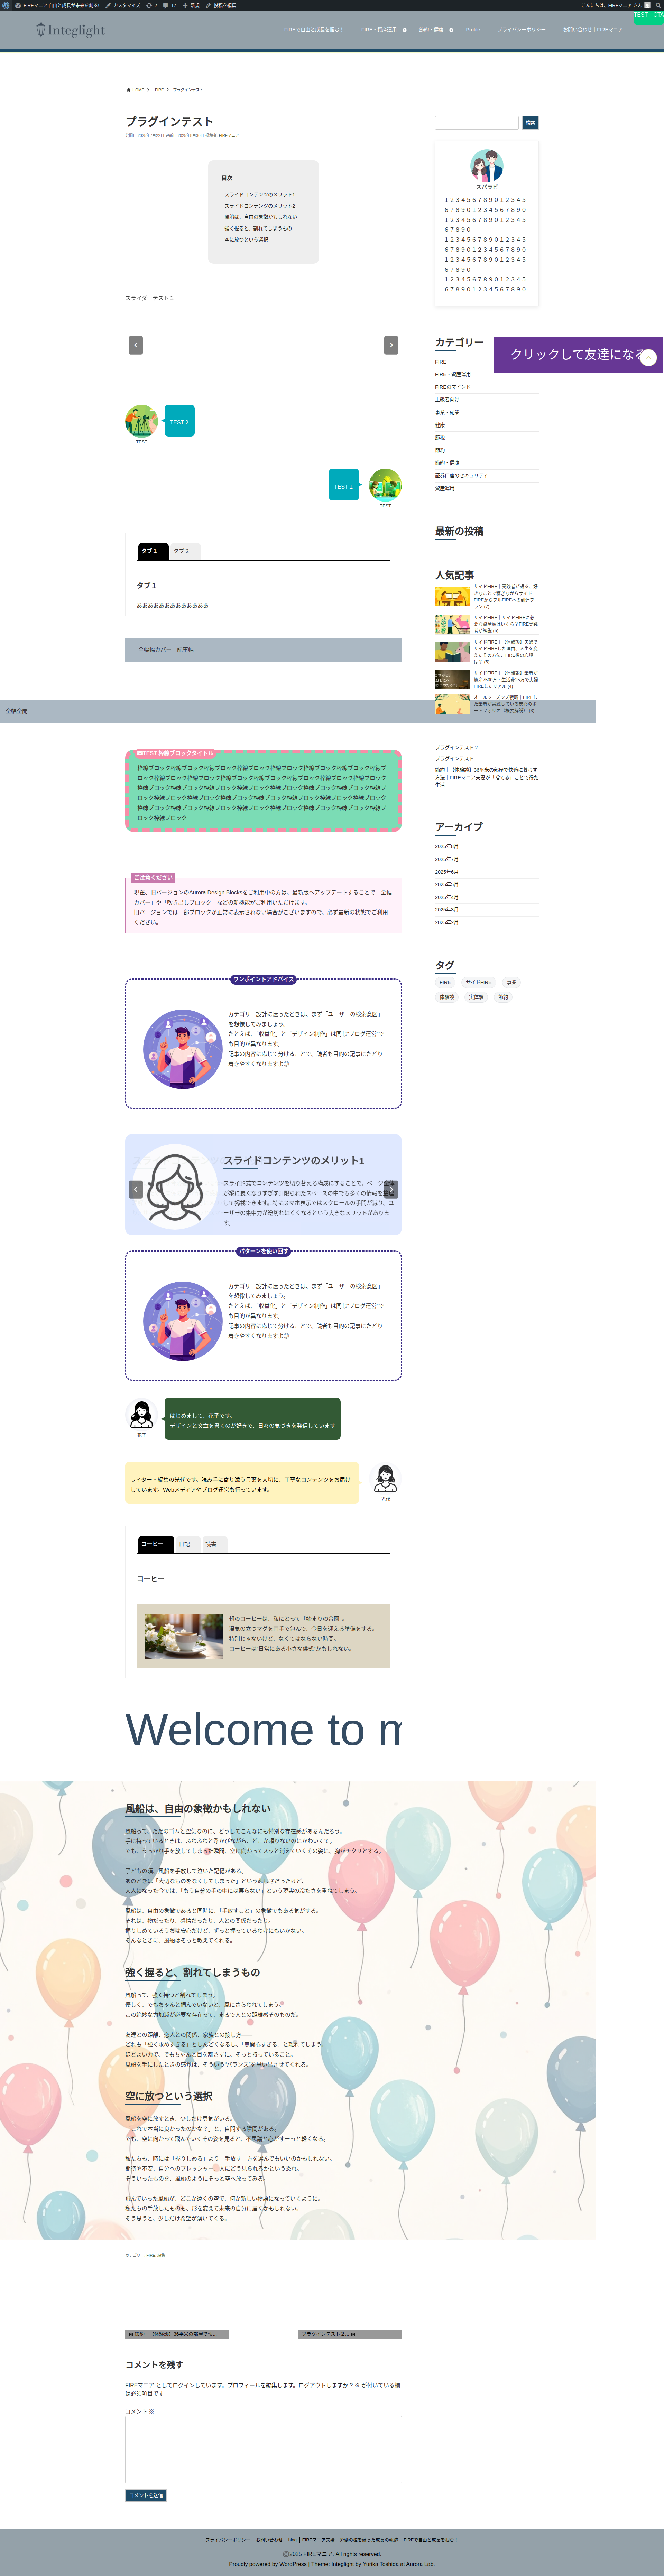 FIREマニア 自由と成長が未来を創る!
カスタマイズ
2
17
新規
投稿を編集
こんにちは、FIREマニア さん
TEST CTA
Integlight
FIREで自由と成長を掴む！
FIRE・資産運用
節約・健康
Profile
プライバシーポリシー
お問い合わせ｜FIREマニア
HOME
FIRE
プラグインテスト
プラグインテスト
公開日:2025年7月22日 更新日:2025年8月30日 投稿者: FIREマニア
目次
スライドコンテンツのメリット1
スライドコンテンツのメリット2
風船は、自由の象徴かもしれない
強く握ると、割れてしまうもの
空に放つという選択
スライダーテスト１
TEST
TEST２
TEST１
TEST
タブ１
タブ２
タブ１
あああああああああああああ
全幅幅カバー　記事幅
全幅全開
TEST 枠線ブロックタイトル
枠線ブロック枠線ブロック枠線ブロック枠線ブロック枠線ブロック枠線ブロック枠線ブロック枠線ブロック枠線ブロック枠線ブロック枠線ブロック枠線ブロック枠線ブロック枠線ブロック
枠線ブロック枠線ブロック枠線ブロック枠線ブロック枠線ブロック枠線ブロック枠線ブロック枠線ブロック枠線ブロック枠線ブロック枠線ブロック枠線ブロック枠線ブロック枠線ブロック
枠線ブロック枠線ブロック枠線ブロック枠線ブロック枠線ブロック枠線ブロック枠線ブロック枠線ブロック枠線ブロック
ご注意ください
現在、旧バージョンのAurora Design Blocksをご利用中の方は、最新版へアップデートすることで「全幅
カバー」や「吹き出しブロック」などの新機能がご利用いただけます。
旧バージョンでは一部ブロックが正常に表示されない場合がございますので、必ず最新の状態でご利用
ください。
ワンポイントアドバイス
カテゴリー設計に迷ったときは、まず「ユーザーの検索意図」
を想像してみましょう。
たとえば、「収益化」と「デザイン制作」は同じ“ブログ運営”で
も目的が異なります。
記事の内容に応じて分けることで、読者も目的の記事にたどり
着きやすくなりますよ◎
スライドコンテンツのメリット1
スライド式でコンテンツを切り替える構成にすることで、ページ全体
が縦に長くなりすぎず、限られたスペースの中でも多くの情報を整理
して掲載できます。特にスマホ表示ではスクロールの手間が減り、ユ
ーザーの集中力が途切れにくくなるという大きなメリットがありま
す。
パターンを使い回す
カテゴリー設計に迷ったときは、まず「ユーザーの検索意図」
を想像してみましょう。
たとえば、「収益化」と「デザイン制作」は同じ“ブログ運営”で
も目的が異なります。
記事の内容に応じて分けることで、読者も目的の記事にたどり
着きやすくなりますよ◎
花子
はじめまして、花子です。
デザインと文章を書くのが好きで、日々の気づきを発信しています
ライター・編集の光代です。読み手に寄り添う言葉を大切に、丁寧なコンテンツをお届け
しています。Webメディアやブログ運営も行っています。
光代
コーヒー
日記
読書
コーヒー
朝のコーヒーは、私にとって「始まりの合図」。
湯気の立つマグを両手で包んで、今日を迎える準備をする。
特別じゃないけど、なくてはならない時間。
コーヒーは“日常にある小さな儀式”かもしれない。
Welcome to m
風船は、自由の象徴かもしれない
風船って、ただのゴムと空気なのに、どうしてこんなにも特別な存在感があるんだろう。
手に持っているときは、ふわふわと浮かびながら、どこか頼りないのにかわいくて。
でも、うっかり手を放してしまった瞬間、空に向かってスッと消えていくその姿に、胸がチクリとする。
子どもの頃、風船を手放して泣いた記憶がある。
あのときは「大切なものをなくしてしまった」という悲しさだったけど、
大人になった今では、「もう自分の手の中には戻らない」という現実の冷たさを重ねてしまう。
風船は、自由の象徴であると同時に、「手放すこと」の象徴でもある気がする。
それは、物だったり、感情だったり、人との関係だったり。
握りしめているうちは安心だけど、ずっと握っているわけにもいかない。
そんなときに、風船はそっと教えてくれる。
強く握ると、割れてしまうもの
風船って、強く持つと割れてしまう。
優しく、でもちゃんと掴んでいないと、風にさらわれてしまう。
この絶妙な力加減が必要な存在って、まるで人との距離感そのものだ。
友達との距離、恋人との関係、家族との接し方——
どれも「強く求めすぎる」としんどくなるし、「無関心すぎる」と離れてしまう。
ほどよい力で、でもちゃんと目を離さずに、そっと持っていること。
風船を手にしたときの感覚は、そういう“バランス”を思い出させてくれる。
空に放つという選択
風船を空に放すとき、少しだけ勇気がいる。
「これで本当に良かったのかな？」と、自問する瞬間がある。
でも、空に向かって飛んでいくその姿を見ると、不思議と心がすーっと軽くなる。
私たちも、時には「握りしめる」より「手放す」方を選んでもいいのかもしれない。
期待や不安、自分へのプレッシャー、人にどう見られるかという恐れ。
そういったものを、風船のようにそっと空へ放ってみる。
飛んでいった風船が、どこか遠くの空で、何か新しい物語になっていくように。
私たちの手放したものも、形を変えて未来の自分に届くかもしれない。
そう思うと、少しだけ希望が湧いてくる。
カテゴリー: FIRE 編集
節約｜【体験談】36平米の部屋で快...
プラグインテスト２...
コメントを残す
FIREマニア としてログインしています。プロフィールを編集します。ログアウトしますか？ ※ が付いている欄
は必須項目です
コメント ※
コメントを送信
検索
スパラビ
１２３４５６７８９０１２３４５
６７８９０１２３４５６７８９０
１２３４５６７８９０１２３４５
６７８９０
１２３４５６７８９０１２３４５
６７８９０１２３４５６７８９０
１２３４５６７８９０１２３４５
６７８９０
１２３４５６７８９０１２３４５
６７８９０１２３４５６７８９０
カテゴリー
クリックして友達になる
FIRE
FIRE・資産運用
FIREのマインド
上級者向け
事業・副業
健康
節税
節約
節約・健康
証券口座のセキュリティ
資産運用
最新の投稿
人気記事
サイドFIRE｜実践者が語る、好
きなことで稼ぎながらサイド
FIREからフルFIREへの到達プ
ラン (7)
サイドFIRE｜サイドFIREに必
要な資産額はいくら？FIRE実践
者が解説 (5)
サイドFIRE｜【体験談】夫婦で
サイドFIREした理由、人生を変
えたその方法、FIRE後の心境
は？ (5)
サイドFIRE｜【体験談】筆者が
資産7500万・生活費25万で夫婦
FIREしたリアル (4)
オールシーズンズ戦略｜FIREし
た筆者が実践している安心のポ
ートフォリオ（概要解説） (3)
プラグインテスト２
プラグインテスト
節約｜【体験談】36平米の部屋で快適に暮らす
方法｜FIREマニア夫妻が「捨てる」ことで得た
生活
アーカイブ
2025年8月
2025年7月
2025年6月
2025年5月
2025年4月
2025年3月
2025年2月
タグ
FIRE
サイドFIRE
事業
体験談
実体験
節約
プライバシーポリシー
お問い合わせ
blog
FIREマニア夫婦 – 労働の罠を破った成長の軌跡
FIREで自由と成長を掴む！
©2025 FIREマニア. All rights reserved.
Proudly powered by WordPress | Theme: Integlight by Yurika Toshida at Aurora Lab.